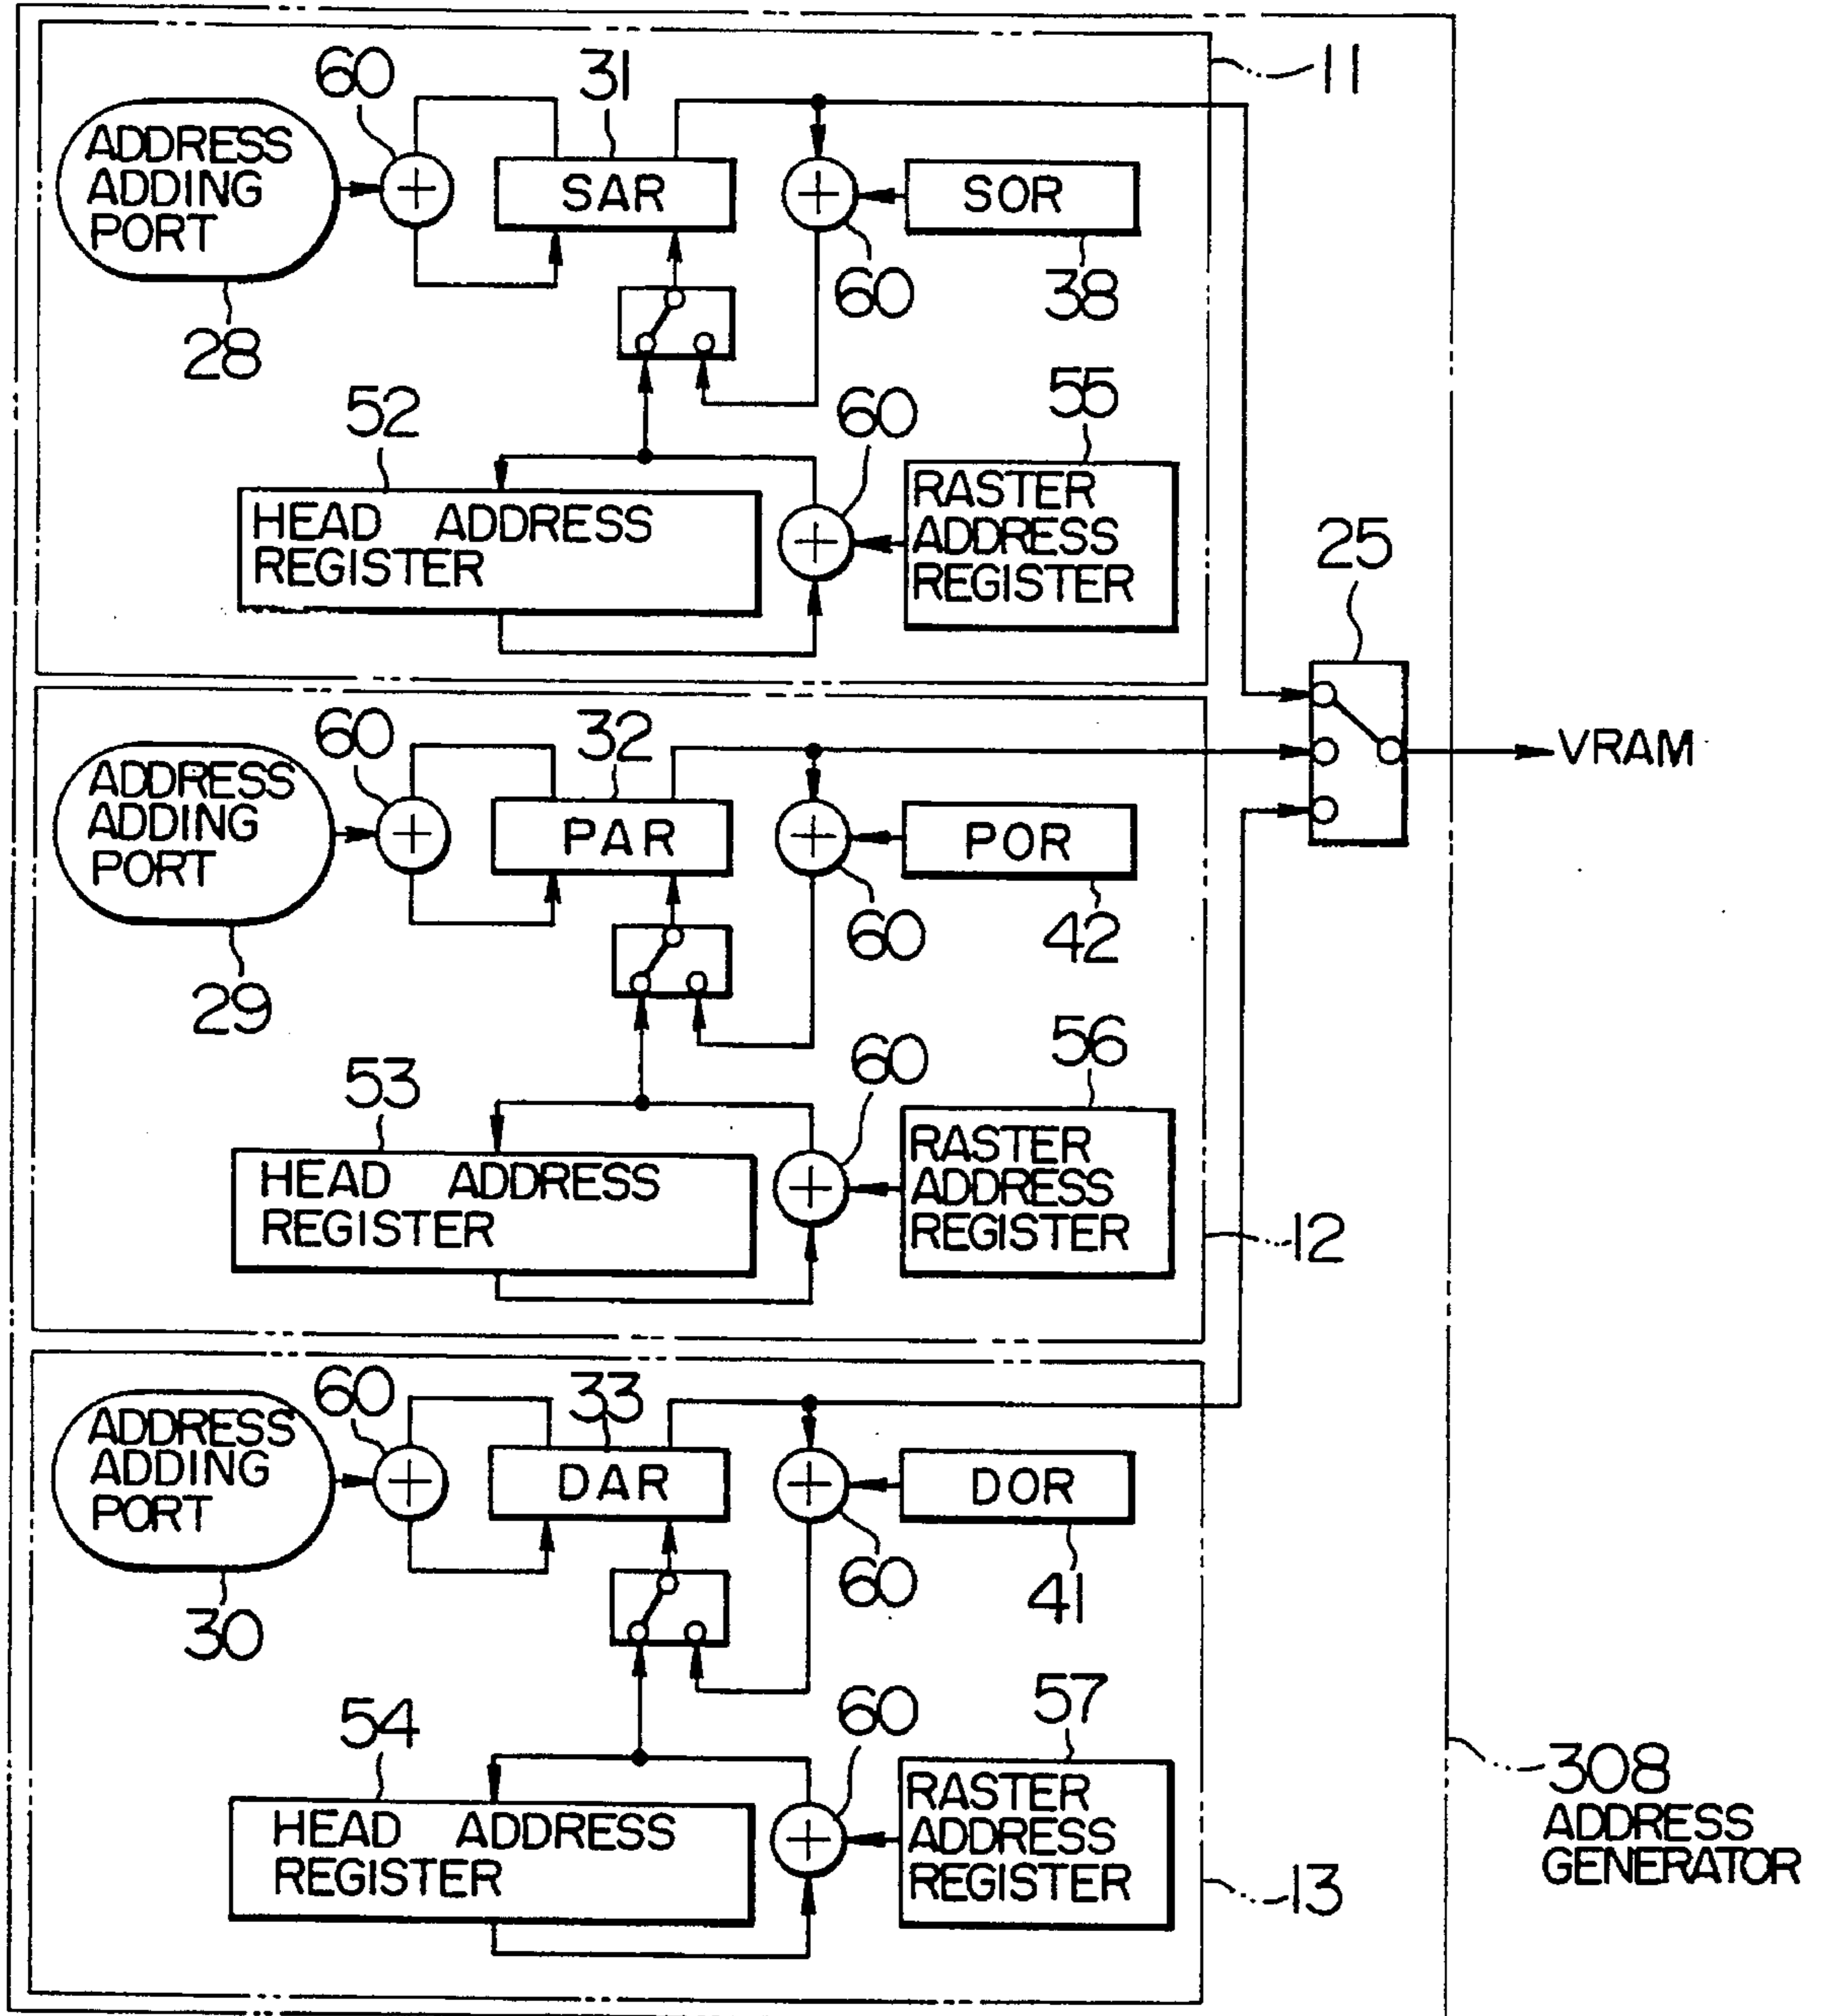 60
31
11
ADDRESS
ADDING
PORT
+
SAR
+
SOR
28
60
38
52
60
55
HEAD ADDRESS
REGISTER
+
RASTER
ADDRESS
REGISTER
25
VRAM
60
32
ADDRESS
ADDING
PORT
+
PAR
+
POR
29
60
42
53
60
56
HEAD ADDRESS
REGISTER
+
RASTER
ADDRESS
REGISTER
12
60
33
ADDRESS
ADDING
PORT
+
DAR
+
DOR
30
60
41
54
60
57
HEAD ADDRESS
REGISTER
+
RASTER
ADDRESS
REGISTER
13
308
ADDRESS
GENERATOR